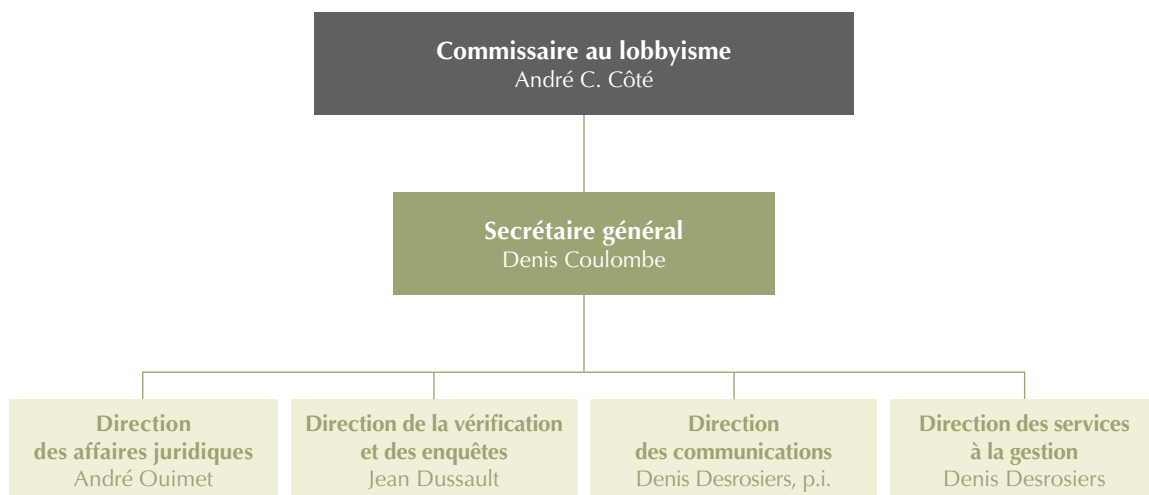 Commissaire au lobbyisme
André C. Côté
Secrétaire général
Denis Coulombe
Direction
des affaires juridiques
André Ouimet
Direction de la vérification
et des enquêtes
Jean Dussault
Direction
des communications
Denis Desrosiers, p.i.
Direction des services
à la gestion
Denis Desrosiers